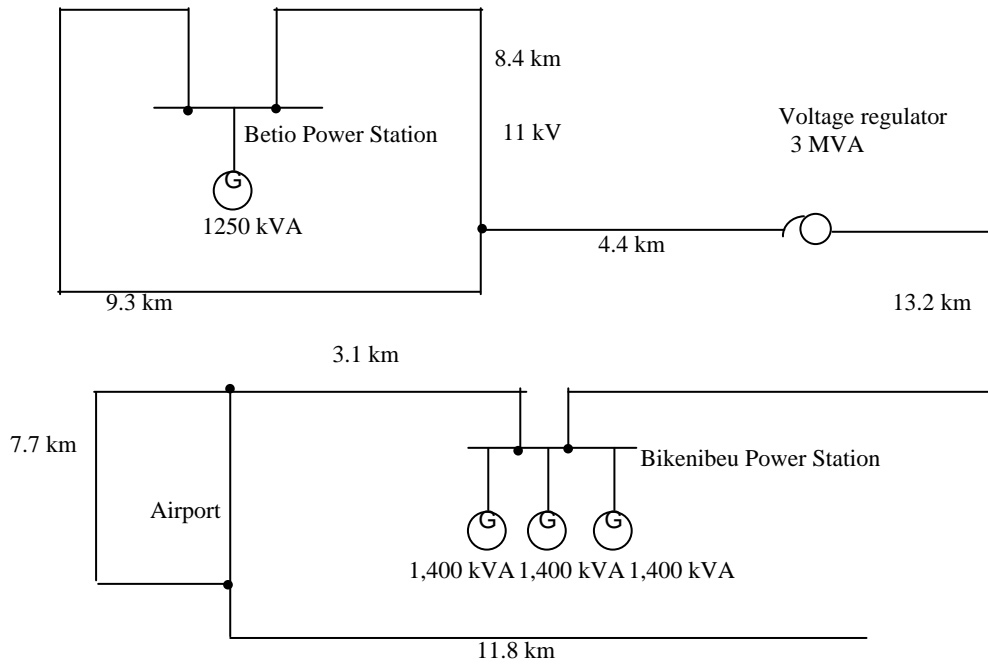 8.4 km
Betio Power Station
11 kV
Voltage regulator
3 MVA
G
1250 kVA
4.4 km
9.3 km
13.2 km
3.1 km
7.7 km
Bikenibeu Power Station
Airport
G G G
1,400 kVA 1,400 kVA 1,400 kVA
11.8 km